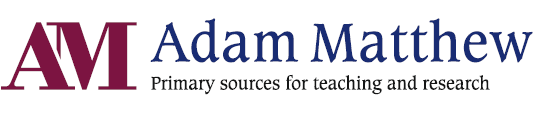 AM Adam Matthew
Primary sources for teaching and research